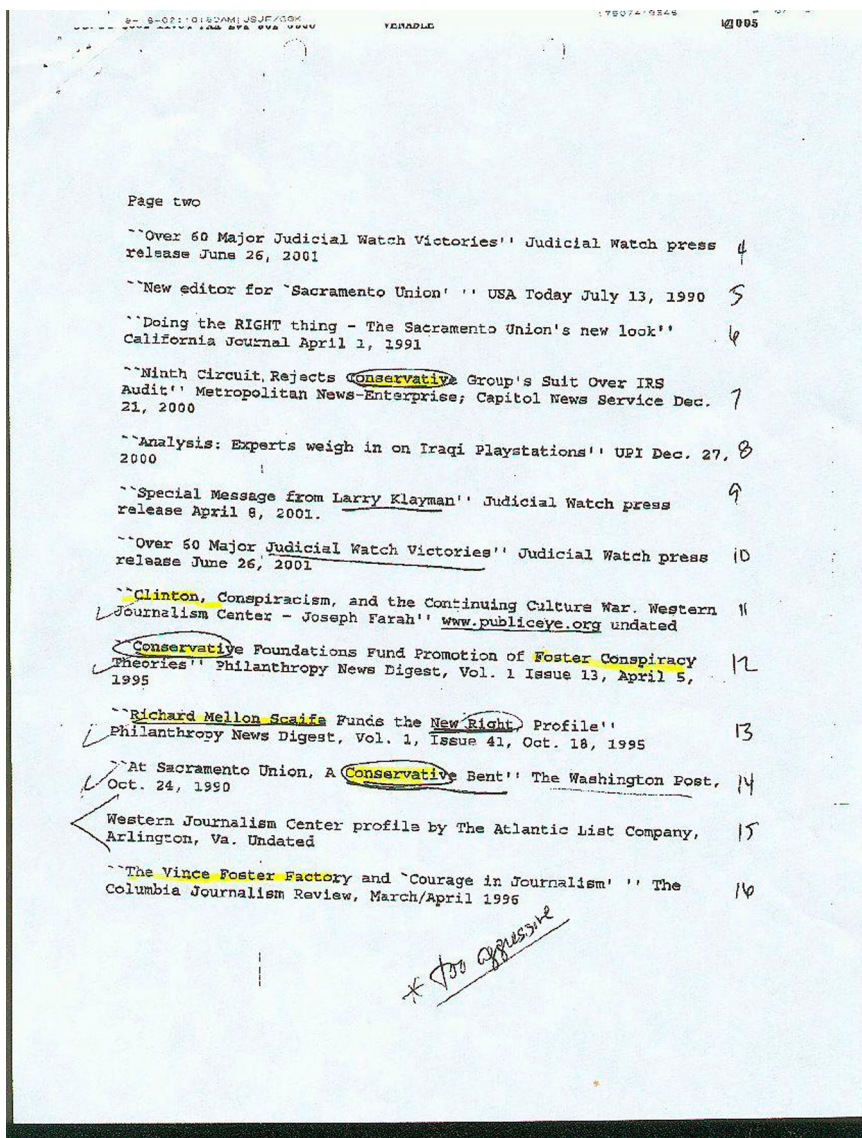 9- 6-02;10:52AM;JSJF/GGK
VENABLE
005
Page two
``Over 60 Major Judicial Watch Victories'' Judicial Watch press 4
release June 26, 2001
``New editor for `Sacramento Union' '' USA Today July 13, 1990 5
``Doing the RIGHT thing - The Sacramento Union's new look'' 6
California Journal April 1, 1991
``Ninth Circuit Rejects Conservative Group's Suit Over IRS
Audit'' Metropolitan News-Enterprise; Capitol News Service Dec. 7
21, 2000
``Analysis: Experts weigh in on Iraqi Playstations'' UPI Dec. 27, 8
2000
``Special Message from Larry Klayman'' Judicial Watch press 9
release April 8, 2001.
``Over 60 Major Judicial Watch Victories'' Judicial Watch press 10
release June 26, 2001
``Clinton, Conspiracism, and the Continuing Culture War. Western 11
Journalism Center - Joseph Farah'' www.publiceye.org undated
``Conservative Foundations Fund Promotion of Foster Conspiracy 12
Theories'' Philanthropy News Digest, Vol. 1 Issue 13, April 5,
1995
``Richard Mellon Scaife Funds the New Right Profile'' 13
Philanthropy News Digest, Vol. 1, Issue 41, Oct. 18, 1995
``At Sacramento Union, A Conservative Bent'' The Washington Post, 14
Oct. 24, 1990
Western Journalism Center profile by The Atlantic List Company, 15
Arlington, Va. Undated
``The Vince Foster Factory and `Courage in Journalism' '' The 16
Columbia Journalism Review, March/April 1996
* too aggressive